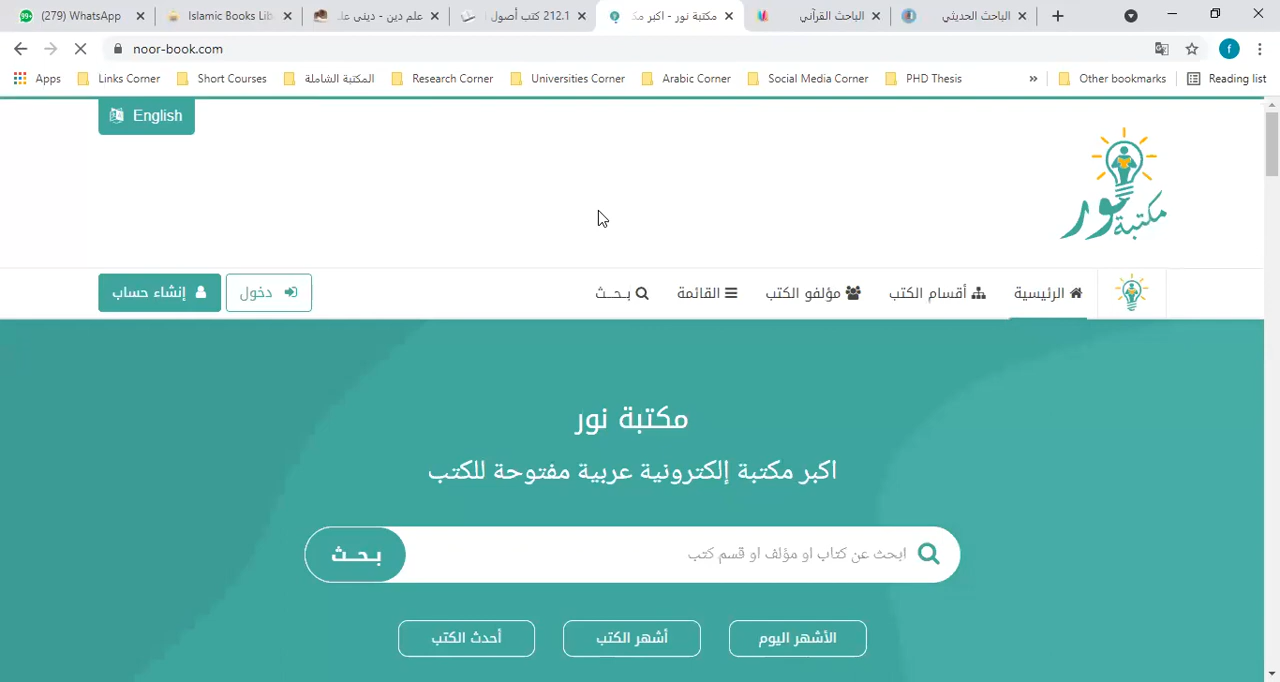 (279) WhatsApp
Islamic Books Lib
علم دين - ديني عا
212.1 كتب أصول
مكتبة نور - اكبر مك
الباحث القرآني
الباحث الحديثي
noor-book.com
f
Apps
Links Corner
Short Courses
المكتبة الشاملة
Research Corner
Universities Corner
Arabic Corner
Social Media Corner
PHD Thesis
»
Other bookmarks
Reading list
English
مكتبة نور
الرئيسية
أقسام الكتب
مؤلفو الكتب
القائمة
بـحـــث
دخول
إنشاء حساب
مكتبة نور
اكبر مكتبة إلكترونية عربية مفتوحة للكتب
ابحث عن كتاب او مؤلف او قسم كتب
بـــحـــث
الأشهر اليوم
أشهر الكتب
أحدث الكتب